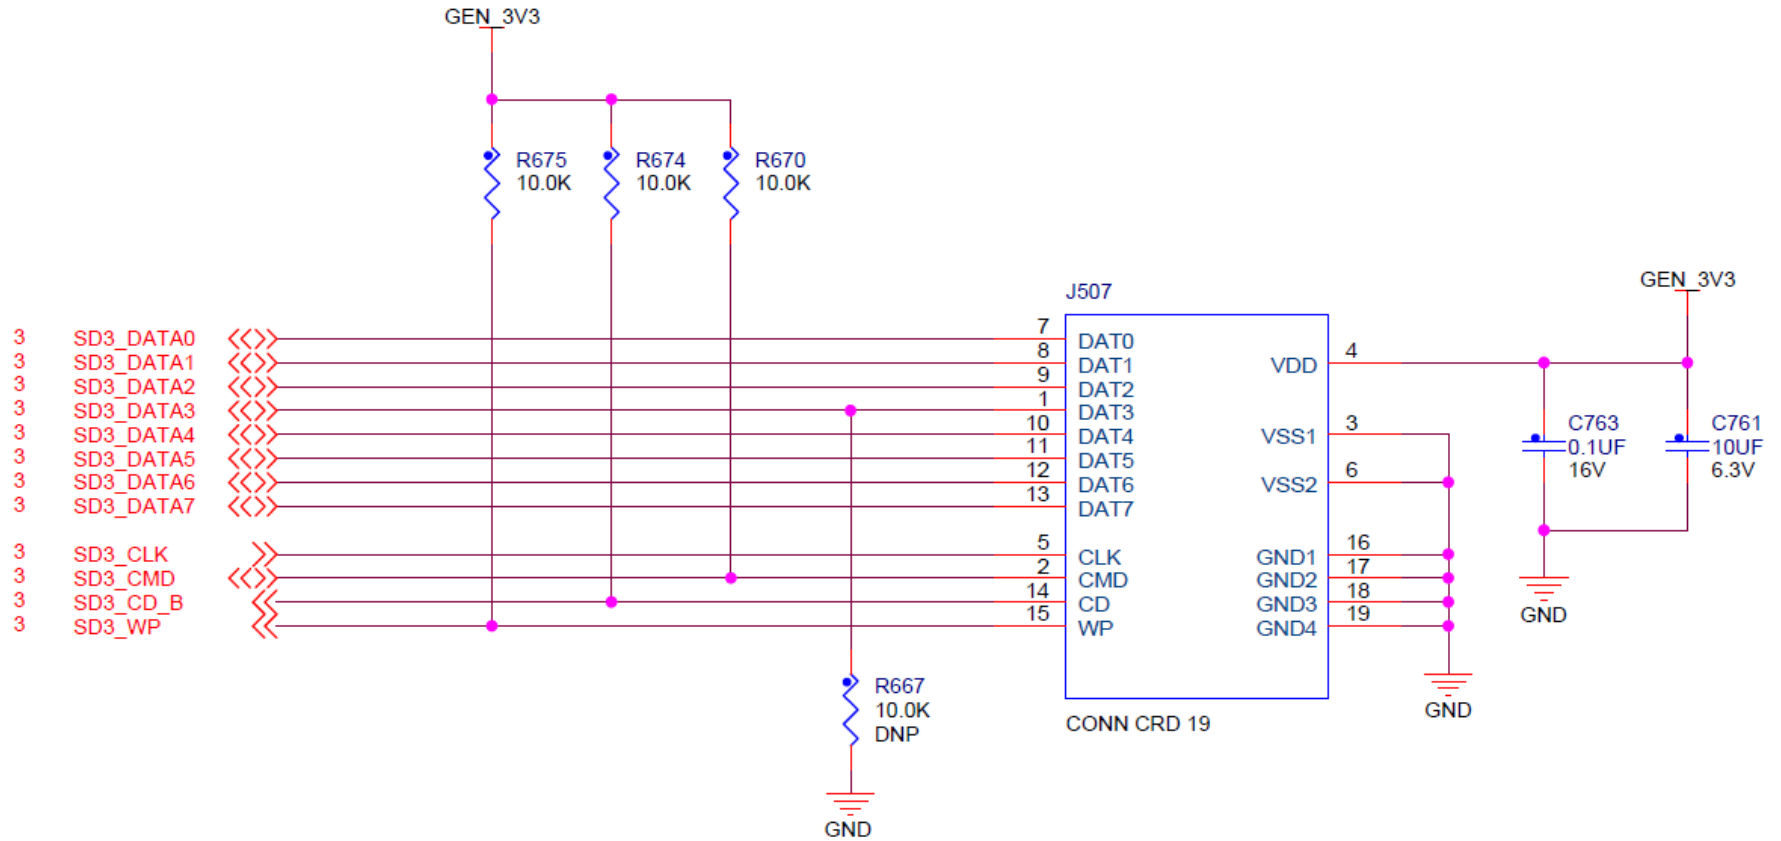 GEN_3V3
R675
10.0K
R674
10.0K
R670
10.0K
J507
GEN_3V3
3 SD3_DATA0 7 DAT0
3 SD3_DATA1 8 DAT1
3 SD3_DATA2 9 DAT2
3 SD3_DATA3 1 DAT3
3 SD3_DATA4 10 DAT4
3 SD3_DATA5 11 DAT5
3 SD3_DATA6 12 DAT6
3 SD3_DATA7 13 DAT7
3 SD3_CLK 5 CLK
3 SD3_CMD 2 CMD
3 SD3_CD_B 14 CD
3 SD3_WP 15 WP
VDD 4
VSS1 3
VSS2 6
GND1 16
GND2 17
GND3 18
GND4 19
C763
0.1UF
16V
C761
10UF
6.3V
GND
GND
R667
10.0K
DNP
CONN CRD 19
GND